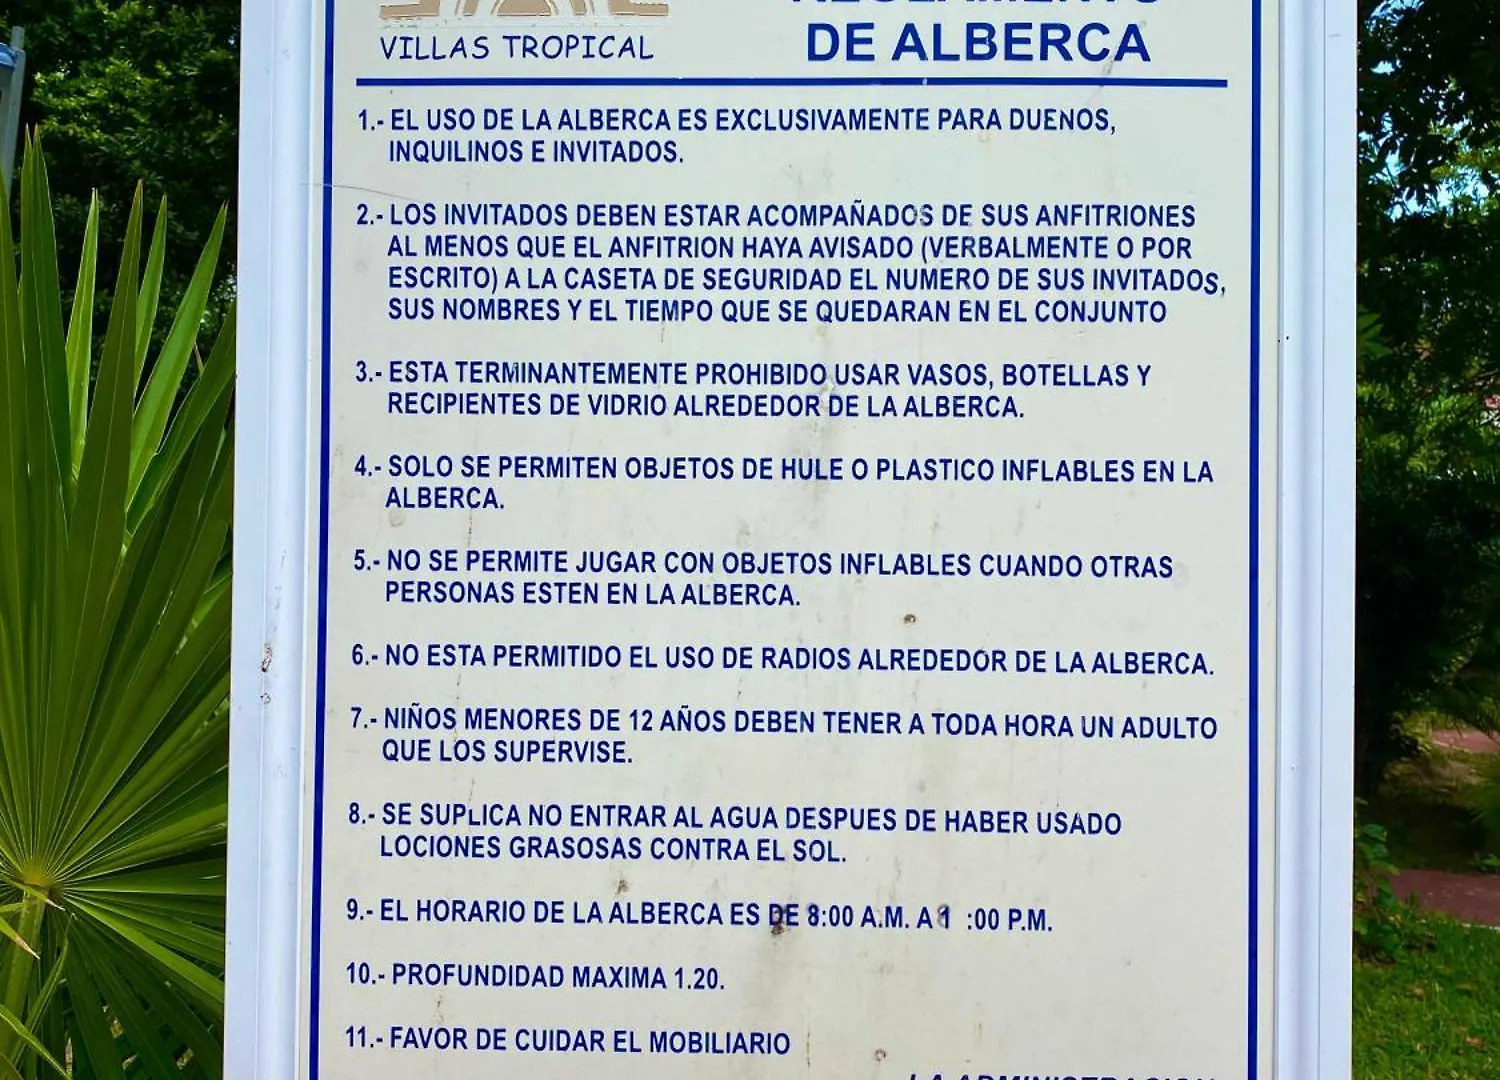 VILLAS TROPICAL
REGLAMENTO
DE ALBERCA
1.- EL USO DE LA ALBERCA ES EXCLUSIVAMENTE PARA DUENOS,
INQUILINOS E INVITADOS.
2.- LOS INVITADOS DEBEN ESTAR ACOMPAÑADOS DE SUS ANFITRIONES
AL MENOS QUE EL ANFITRION HAYA AVISADO (VERBALMENTE O POR
ESCRITO) A LA CASETA DE SEGURIDAD EL NUMERO DE SUS INVITADOS,
SUS NOMBRES Y EL TIEMPO QUE SE QUEDARAN EN EL CONJUNTO
3.- ESTA TERMINANTEMENTE PROHIBIDO USAR VASOS, BOTELLAS Y
RECIPIENTES DE VIDRIO ALREDEDOR DE LA ALBERCA.
4.- SOLO SE PERMITEN OBJETOS DE HULE O PLASTICO INFLABLES EN LA
ALBERCA.
5.- NO SE PERMITE JUGAR CON OBJETOS INFLABLES CUANDO OTRAS
PERSONAS ESTEN EN LA ALBERCA.
6.- NO ESTA PERMITIDO EL USO DE RADIOS ALREDEDOR DE LA ALBERCA.
7.- NIÑOS MENORES DE 12 AÑOS DEBEN TENER A TODA HORA UN ADULTO
QUE LOS SUPERVISE.
8.- SE SUPLICA NO ENTRAR AL AGUA DESPUES DE HABER USADO
LOCIONES GRASOSAS CONTRA EL SOL.
9.- EL HORARIO DE LA ALBERCA ES DE 8:00 A.M. A 1 :00 P.M.
10.- PROFUNDIDAD MAXIMA 1.20.
11.- FAVOR DE CUIDAR EL MOBILIARIO
LA ADMINISTRACION